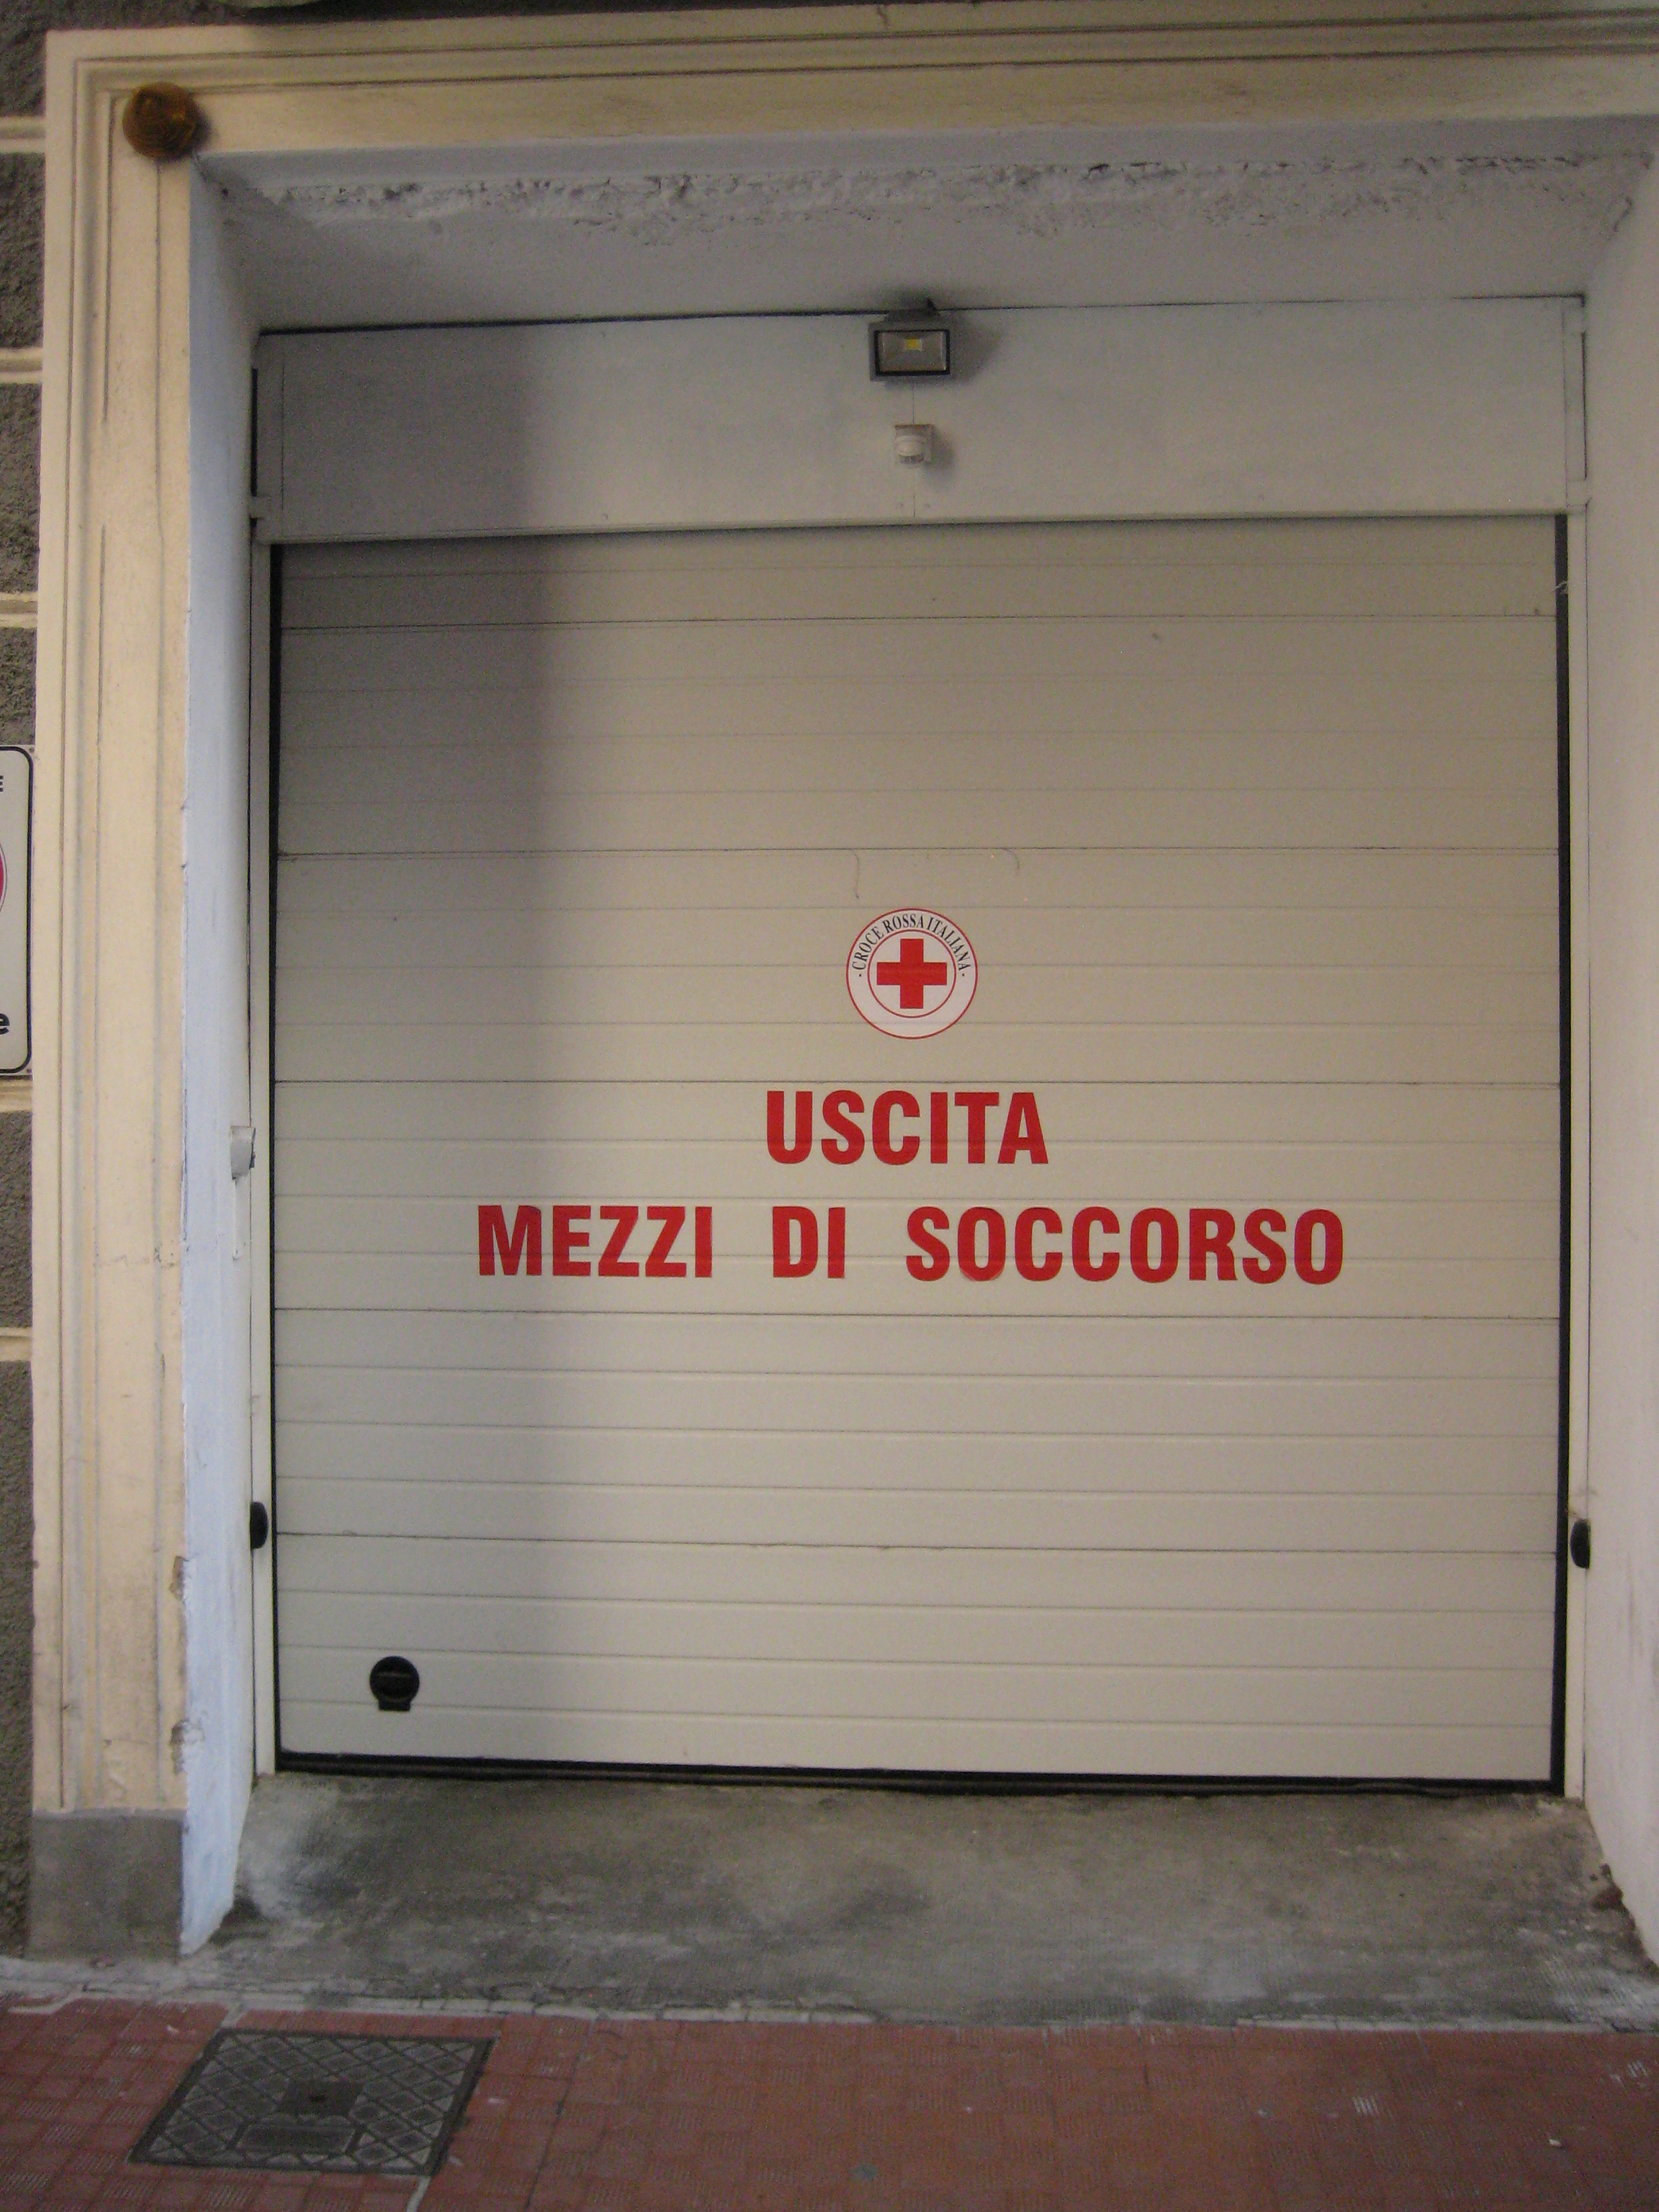 CROCE ROSSA ITALIANA
USCITA
MEZZI DI SOCCORSO